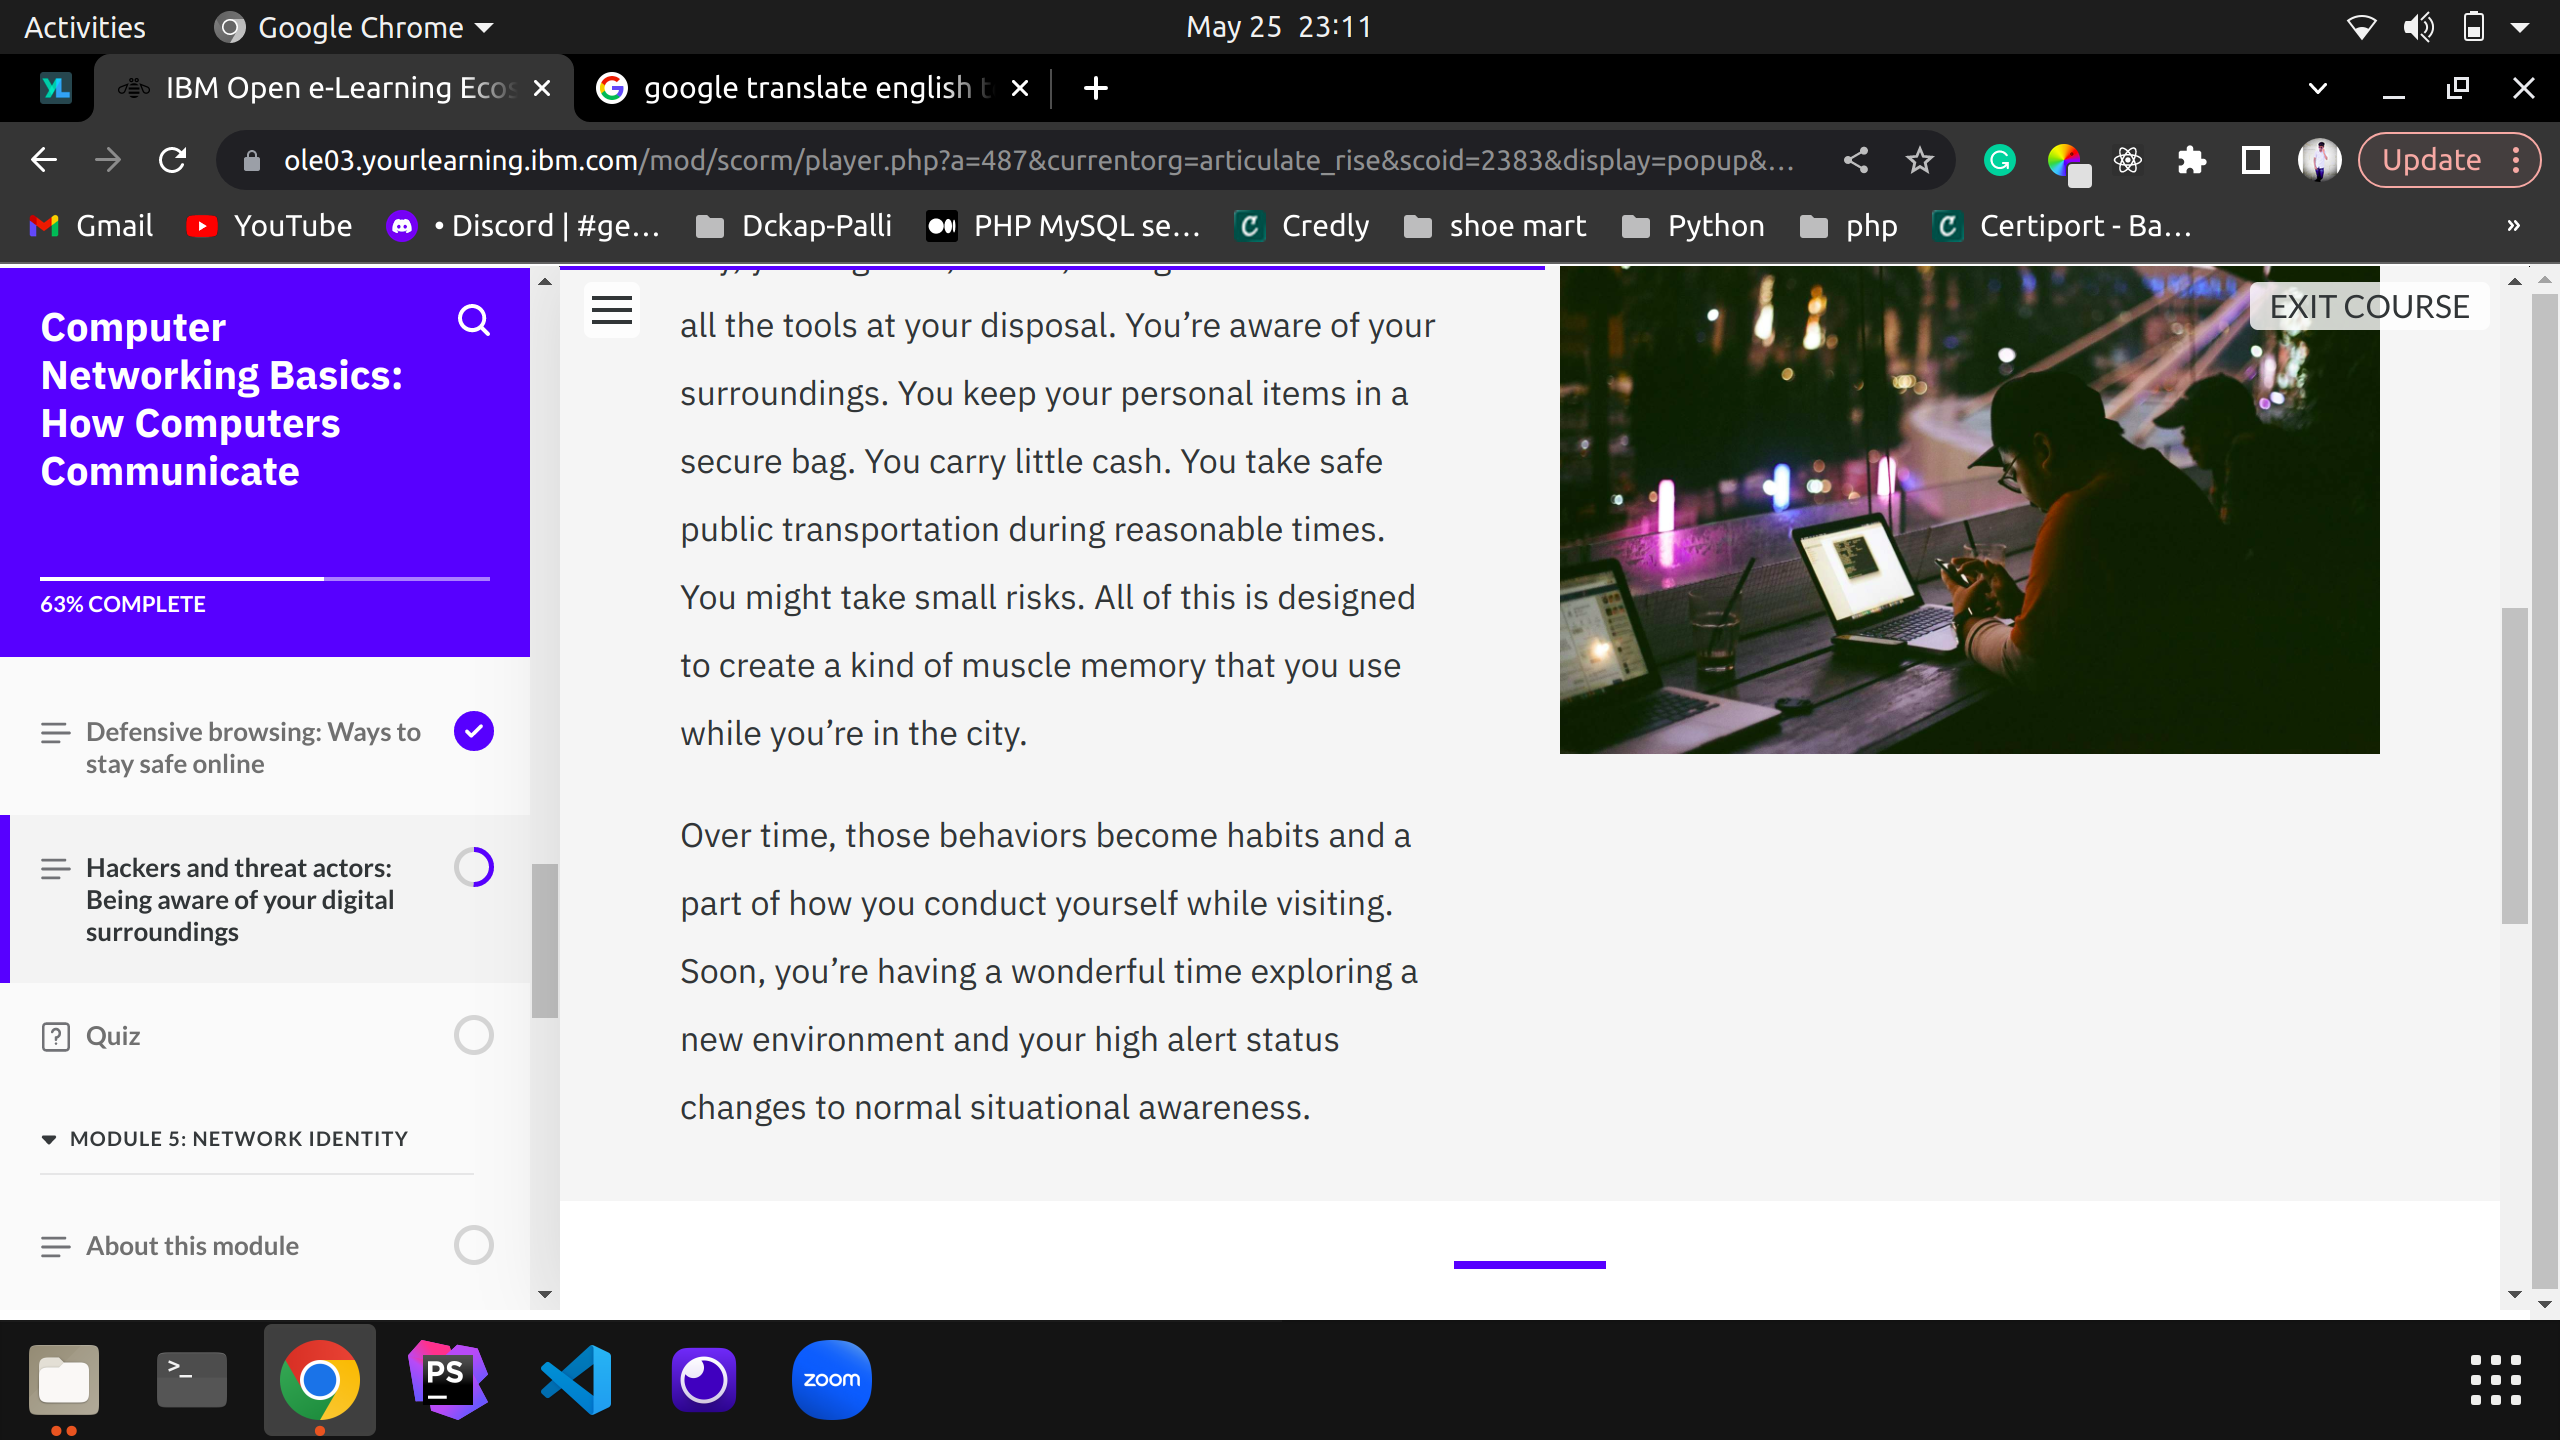 Activities
Google Chrome
May 25 23:11
IBM Open e-Learning Ecos
google translate english t
ole03.yourlearning.ibm.com/mod/scorm/player.php?a=487&currentorg=articulate_rise&scoid=2383&display=popup&...
Update
Gmail
YouTube
• Discord | #ge...
Dckap-Palli
PHP MySQL se...
Credly
shoe mart
Python
php
Certiport - Ba...
»
Computer
Networking Basics:
How Computers
Communicate
63% COMPLETE
Defensive browsing: Ways to
stay safe online
Hackers and threat actors:
Being aware of your digital
surroundings
Quiz
MODULE 5: NETWORK IDENTITY
About this module
EXIT COURSE
all the tools at your disposal. You’re aware of your
surroundings. You keep your personal items in a
secure bag. You carry little cash. You take safe
public transportation during reasonable times.
You might take small risks. All of this is designed
to create a kind of muscle memory that you use
while you’re in the city.
Over time, those behaviors become habits and a
part of how you conduct yourself while visiting.
Soon, you’re having a wonderful time exploring a
new environment and your high alert status
changes to normal situational awareness.
PS
zoom